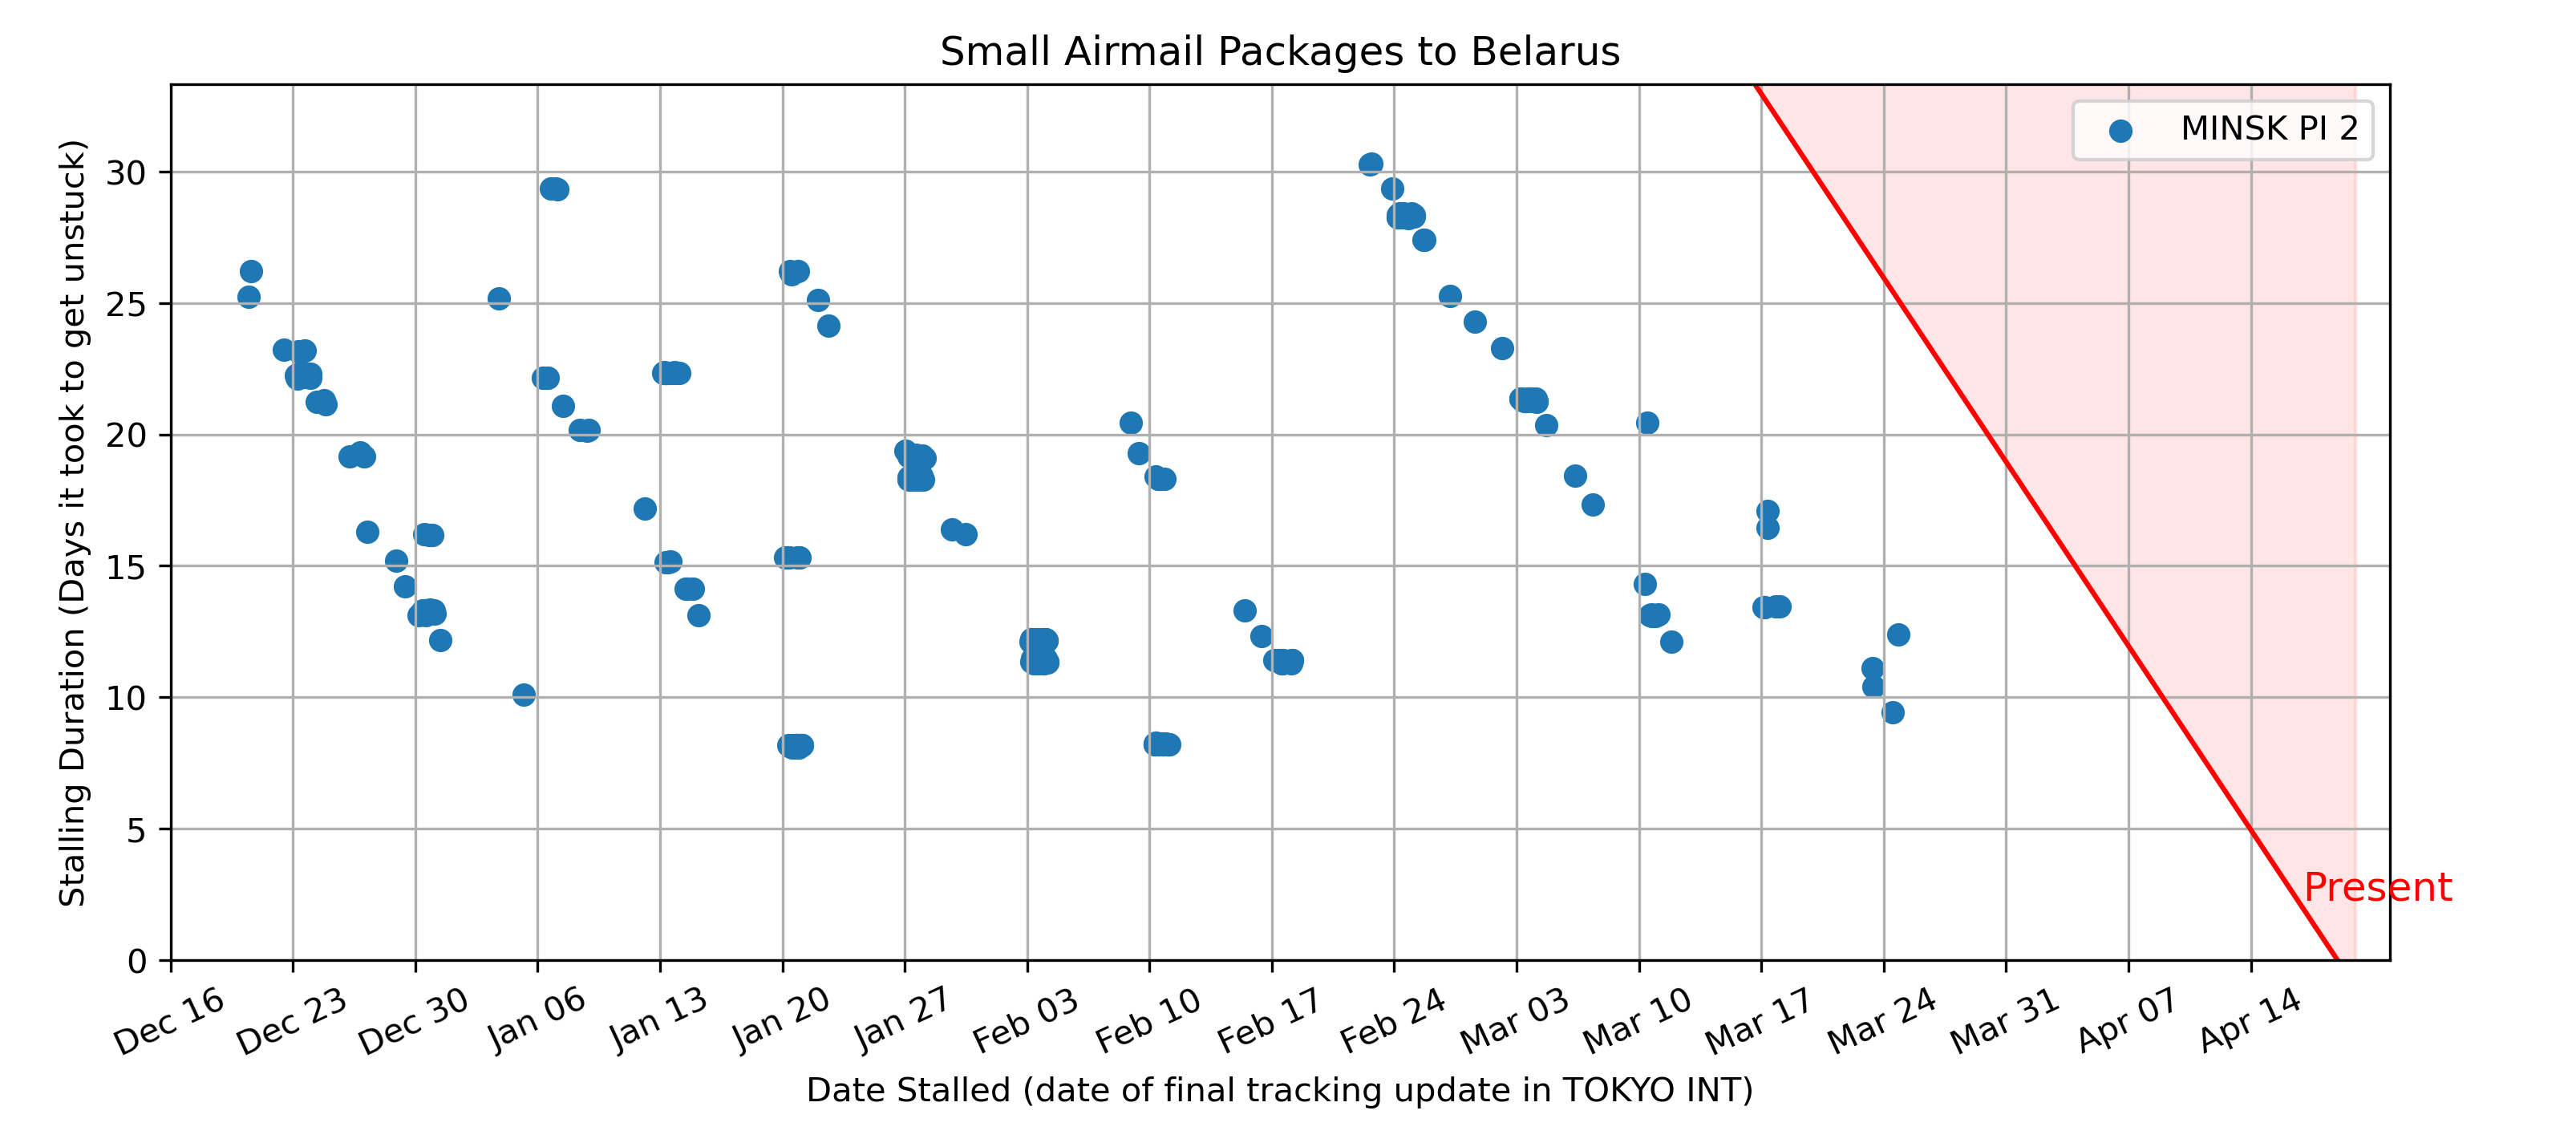 Small Airmail Packages to Belarus
MINSK PI 2
Stalling Duration (Days it took to get unstuck)
30
25
20
15
10
5
0
Present
Dec 16
Dec 23
Dec 30
Jan 06
Jan 13
Jan 20
Jan 27
Feb 03
Feb 10
Feb 17
Feb 24
Mar 03
Mar 10
Mar 17
Mar 24
Mar 31
Apr 07
Apr 14
Date Stalled (date of final tracking update in TOKYO INT)